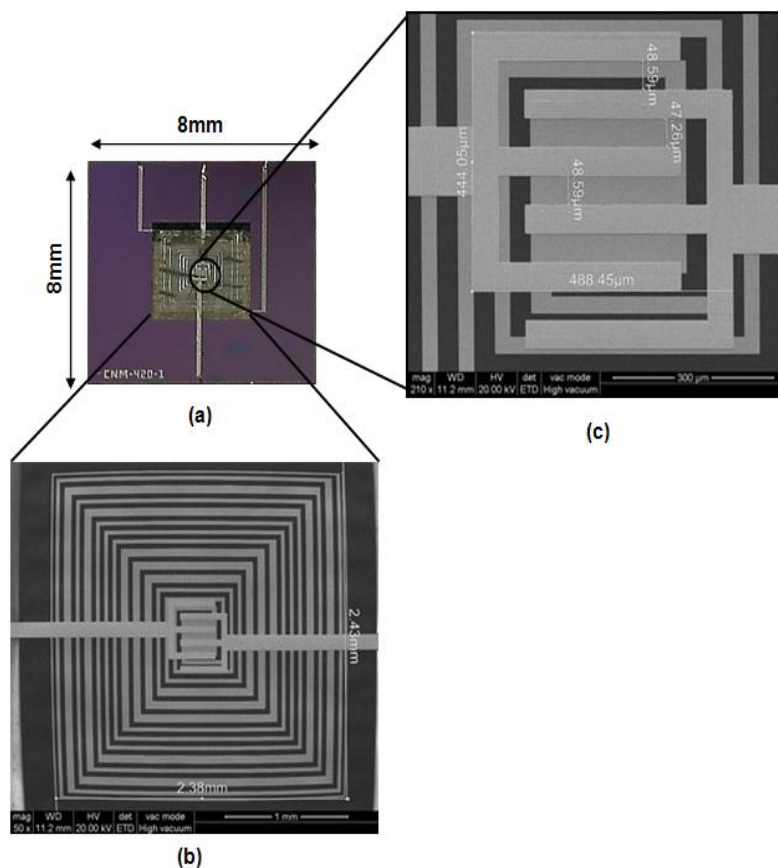 8mm
8mm
CNM-420-1
(a)
48.59µm
47.26µm
444.05µm
48.59µm
488.45µm
mag WD HV det vac mode
210 x 11.2 mm 20.00 kV ETD High vacuum
300 µm
(c)
2.43mm
2.38mm
mag WD HV det vac mode
50 x 11.2 mm 20.00 kV ETD High vacuum
1 mm
(b)